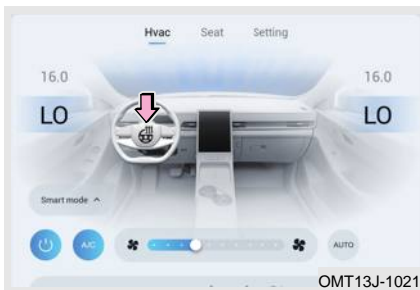 Hvac Seat Setting
16.0 16.0
LO LO
Smart mode
A/C AUTO
OMT13J-1021